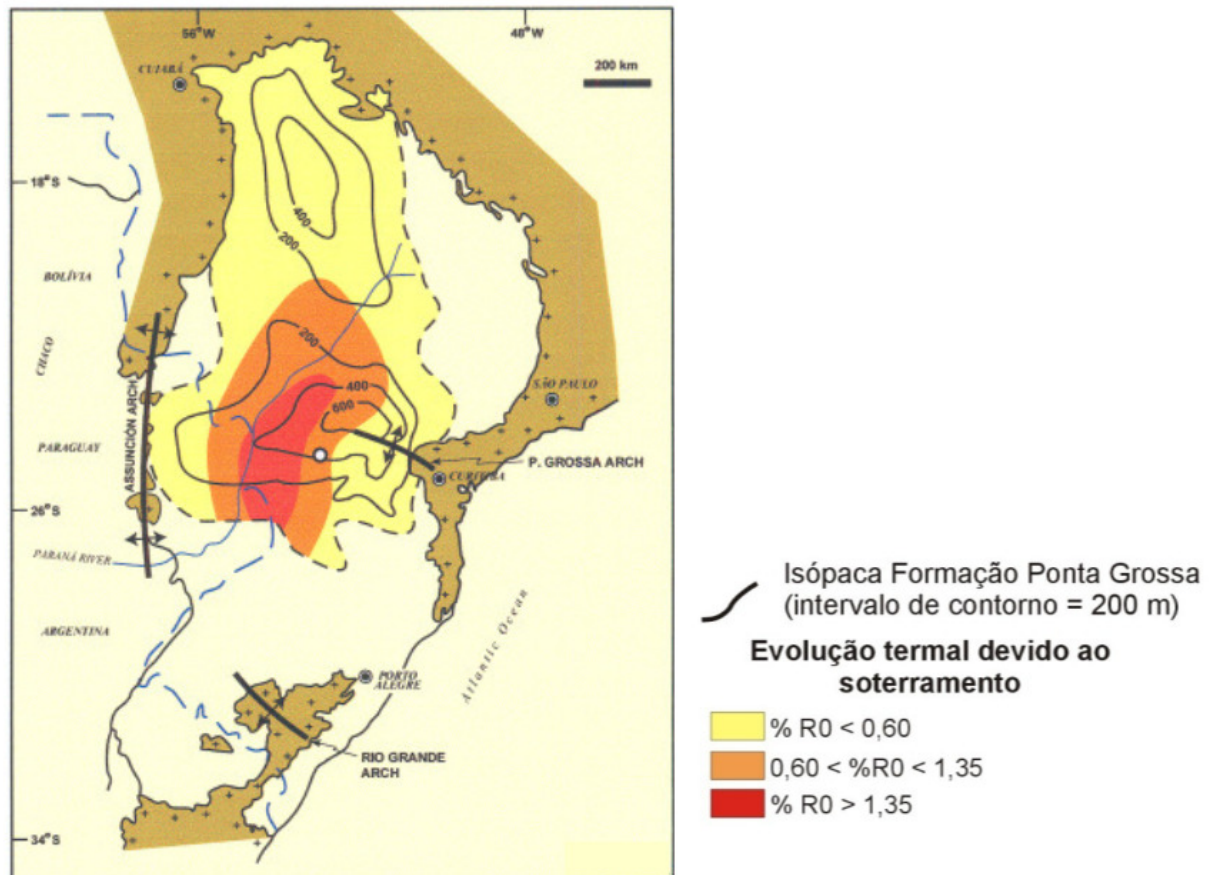 56°W
48°W
CUIABÁ
200 km
18°S
400
200
BOLÍVIA
CHACO
200
400
600
SÃO PAULO
ASSUNCIÓN ARCH
PARAGUAY
P. GROSSA ARCH
CURITIBA
26°S
PARANÁ RIVER
ARGENTINA
Atlantic Ocean
PORTO
ALEGRE
RIO GRANDE
ARCH
34°S
Isópaca Formação Ponta Grossa
(intervalo de contorno = 200 m)
Evolução termal devido ao
soterramento
% R0 < 0,60
0,60 < %R0 < 1,35
% R0 > 1,35